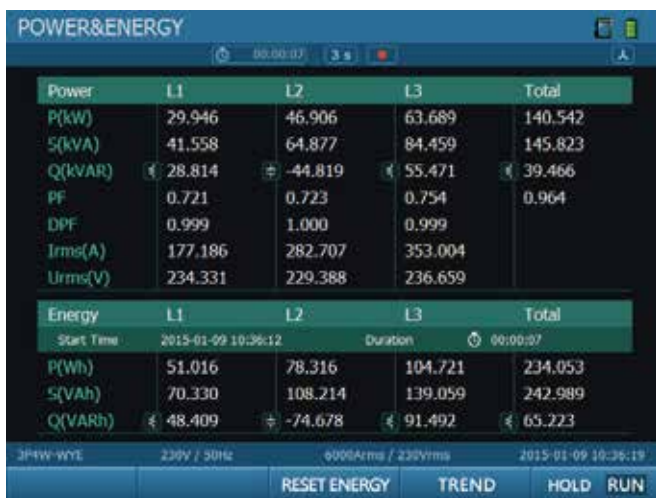 POWER&ENERGY
00:00:07 3 s
Power L1 L2 L3 Total
P(kW) 29.946 46.906 63.689 140.542
S(kVA) 41.558 64.877 84.459 145.823
Q(kVAR) 28.814 -44.819 55.471 39.466
PF 0.721 0.723 0.754 0.964
DPF 0.999 1.000 0.999
Irms(A) 177.186 282.707 353.004
Urms(V) 234.331 229.388 236.659
Energy L1 L2 L3 Total
Start Time 2015-01-09 10:36:12 Duration 00:00:07
P(Wh) 51.016 78.316 104.721 234.053
S(VAh) 70.330 108.214 139.059 242.989
Q(VARh) 48.409 -74.678 91.492 65.223
3P4W-WYE 230V / 50Hz 6000Arms / 230Vrms 2015-01-09 10:36:19
RESET ENERGY TREND HOLD RUN